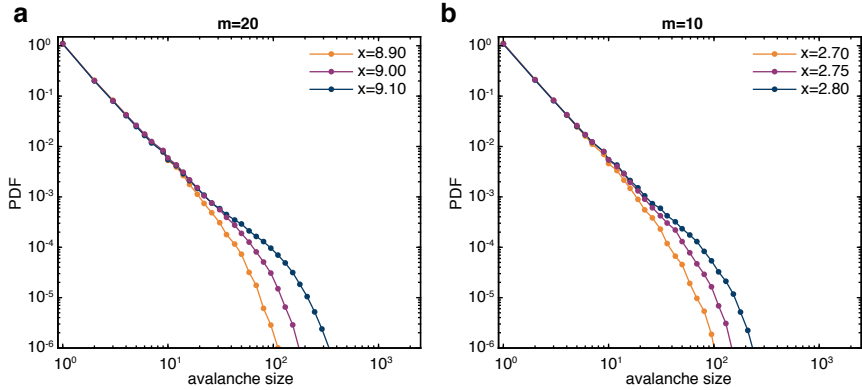 a
m=20
x=8.90
x=9.00
x=9.10
PDF
10^0
10^-1
10^-2
10^-3
10^-4
10^-5
10^-6
10^0
10^1
10^2
10^3
avalanche size
b
m=10
x=2.70
x=2.75
x=2.80
PDF
10^0
10^-1
10^-2
10^-3
10^-4
10^-5
10^-6
10^0
10^1
10^2
10^3
avalanche size